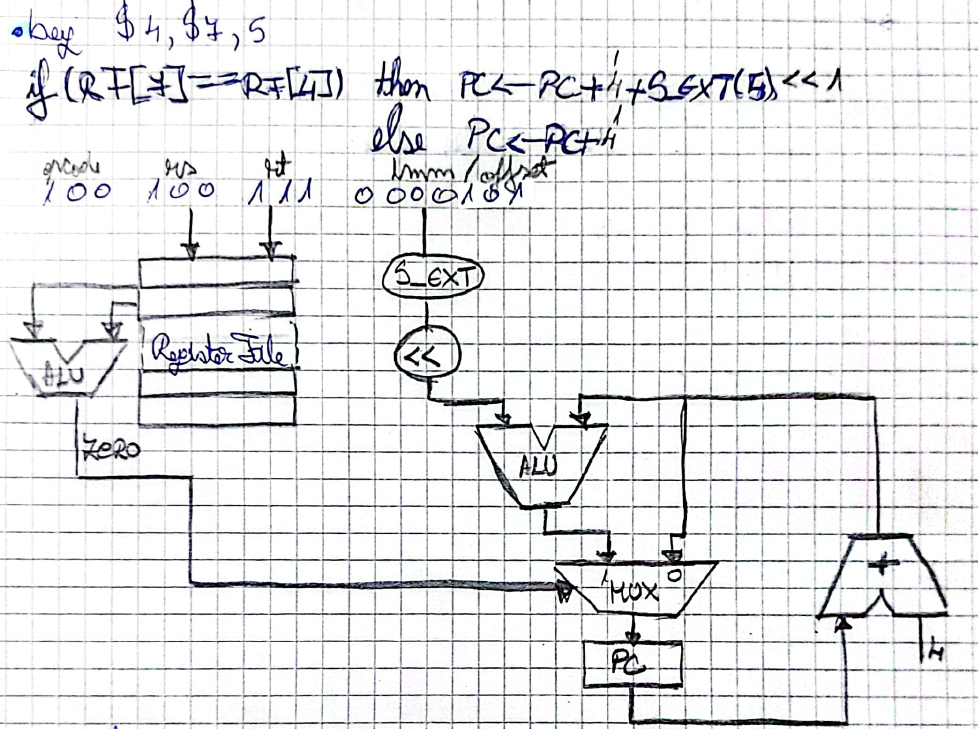 • beq $4, $7, 5
if (RF[7]==RF[4]) then PC←PC+4+S_EXT(5)<<1
else PC←PC+4
opcode rs rt Imm/offset
100 100 111 0000101
S_EXT
Register File
<<
ALU
ZERO
ALU
+
1 0
MUX
4
PC